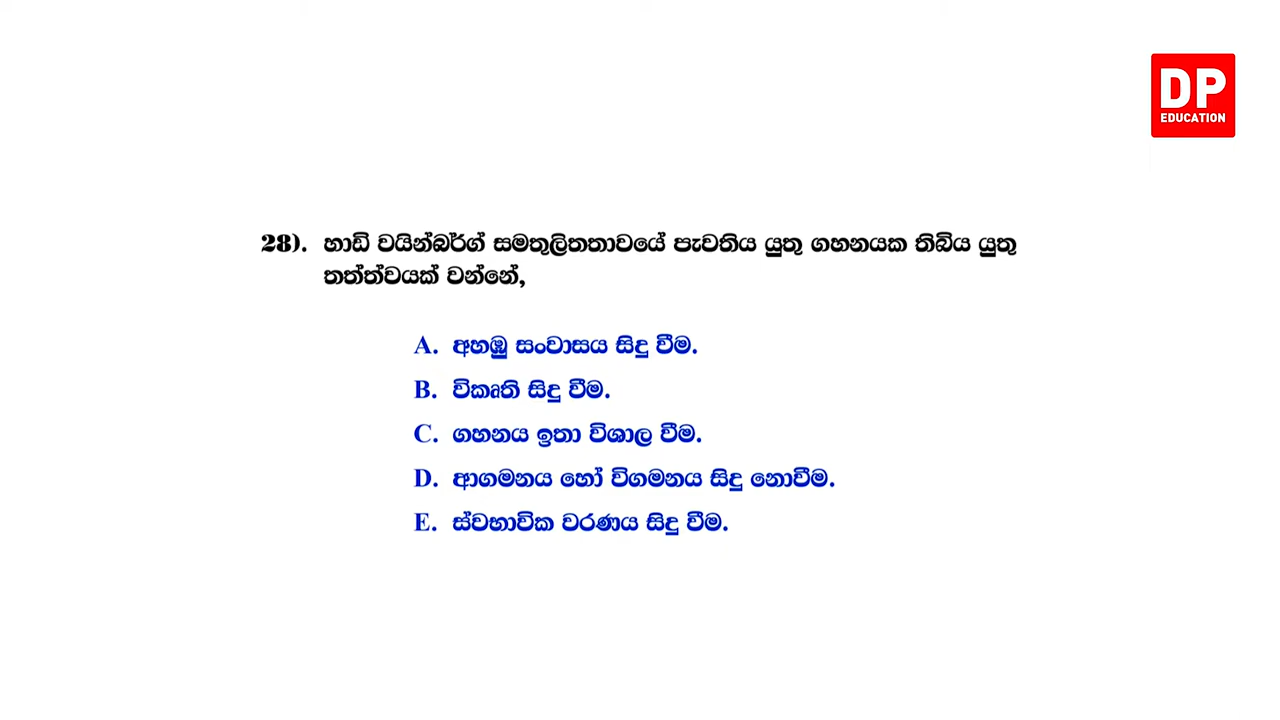 DP
EDUCATION
28). හාඩි වයින්බර්ග් සමතුලිතතාවයේ පැවතිය යුතු ගහනයක තිබිය යුතු
තත්ත්වයක් වන්නේ,
A. අහඹු සංවාසය සිදු වීම.
B. විකෘති සිදු වීම.
C. ගහනය ඉතා විශාල වීම.
D. ආගමනය හෝ විගමනය සිදු නොවීම.
E. ස්වභාවික වරණය සිදු වීම.